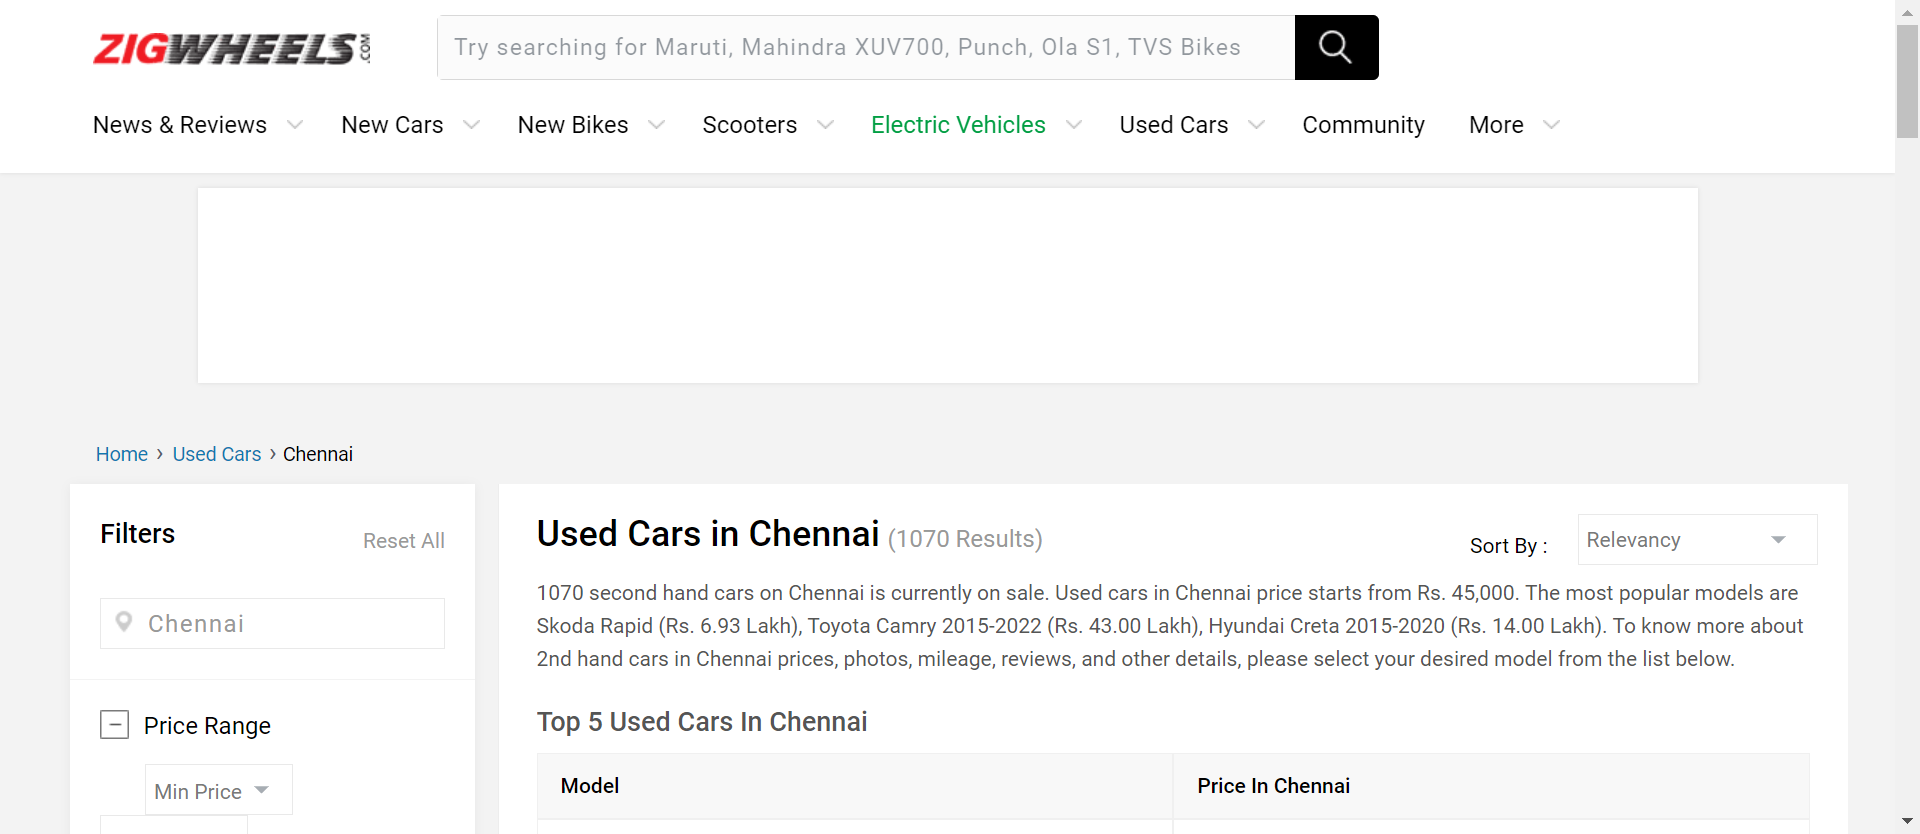 ZIGWHEELS.COM
Try searching for Maruti, Mahindra XUV700, Punch, Ola S1, TVS Bikes
News & Reviews New Cars New Bikes Scooters Electric Vehicles Used Cars Community More
Home › Used Cars › Chennai
Filters
Reset All
Chennai
Price Range
Min Price
Used Cars in Chennai (1070 Results)
Sort By :
Relevancy
1070 second hand cars on Chennai is currently on sale. Used cars in Chennai price starts from Rs. 45,000. The most popular models are
Skoda Rapid (Rs. 6.93 Lakh), Toyota Camry 2015-2022 (Rs. 43.00 Lakh), Hyundai Creta 2015-2020 (Rs. 14.00 Lakh). To know more about
2nd hand cars in Chennai prices, photos, mileage, reviews, and other details, please select your desired model from the list below.
Top 5 Used Cars In Chennai
Model Price In Chennai